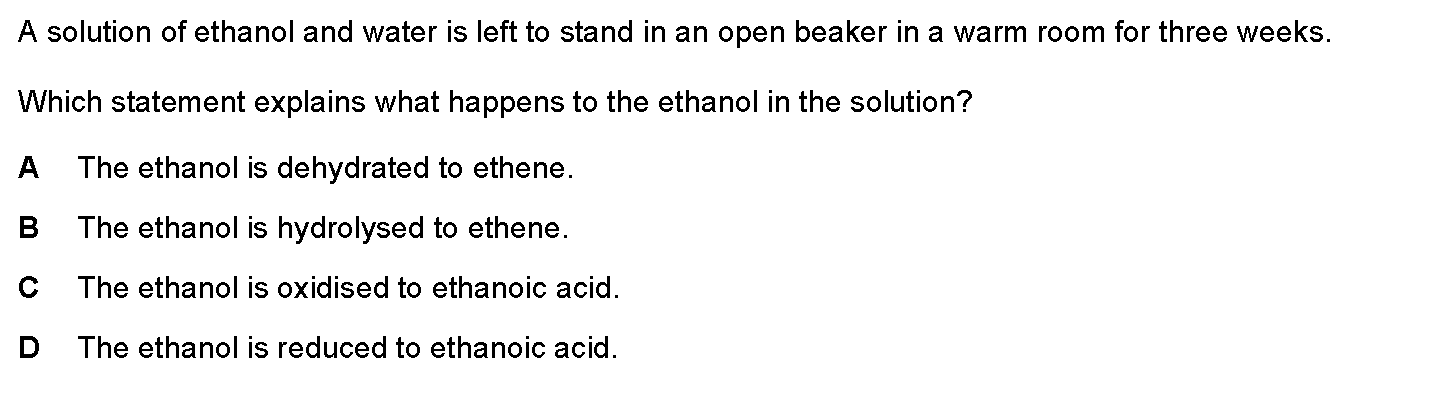 A solution of ethanol and water is left to stand in an open beaker in a warm room for three weeks.
Which statement explains what happens to the ethanol in the solution?
A The ethanol is dehydrated to ethene.
B The ethanol is hydrolysed to ethene.
C The ethanol is oxidised to ethanoic acid.
D The ethanol is reduced to ethanoic acid.